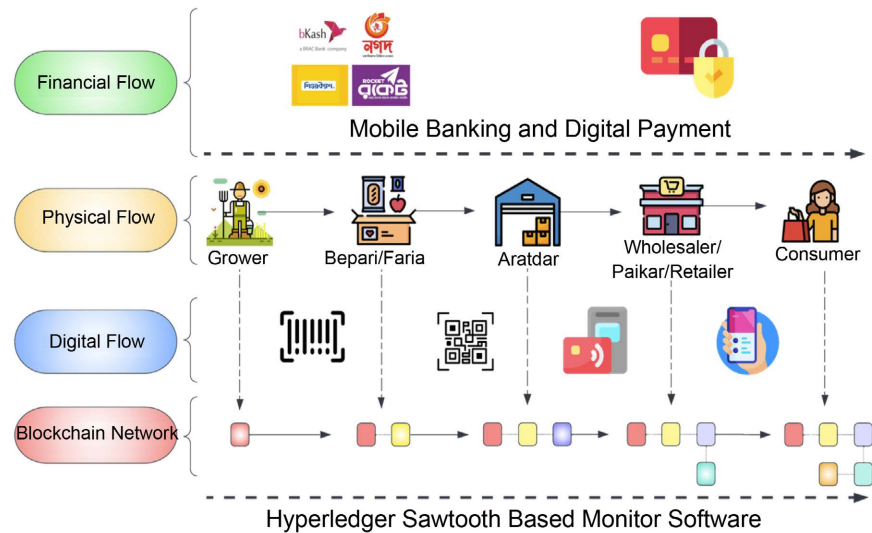 Financial Flow
bKash
a BRAC Bank company
নগদ
শিওরক্যাশ
ROCKET
রকেট
Mobile Banking and Digital Payment
Physical Flow
Grower
Bepari/Faria
Aratdar
Wholesaler/
Paikar/Retailer
Consumer
Digital Flow
Blockchain Network
Hyperledger Sawtooth Based Monitor Software